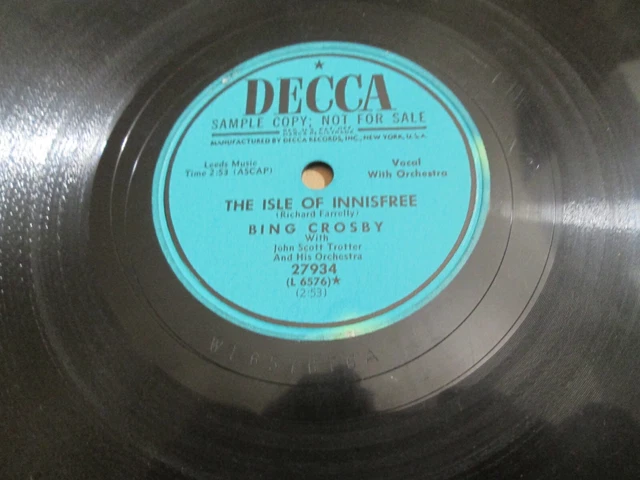 DECCA
SAMPLE COPY; NOT FOR SALE
MANUFACTURED BY DECCA RECORDS, INC., NEW YORK, U.S.A.
Leeds Music
Time 2:53 (ASCAP)
Vocal
With Orchestra
THE ISLE OF INNISFREE
(Richard Farrelly)
BING CROSBY
With
John Scott Trotter
And His Orchestra
27934
(L 6576)★
(2:53)